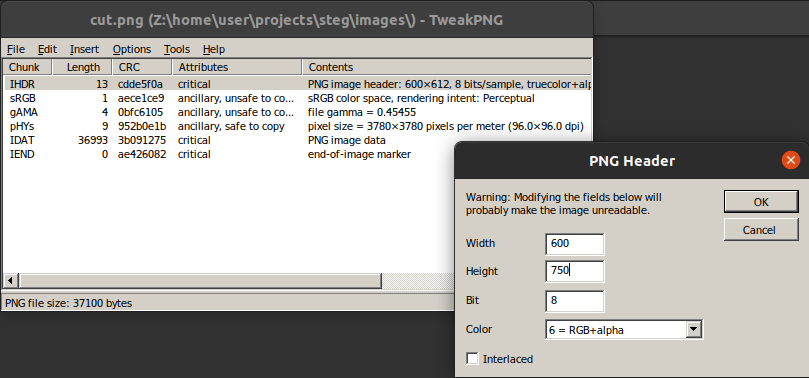 cut.png (Z:\home\user\projects\steg\images\) - TweakPNG
File Edit Insert Options Tools Help
Chunk Length CRC Attributes Contents
IHDR 13 cdde5f0a critical PNG image header: 600×612, 8 bits/sample, truecolor+alp
sRGB 1 aece1ce9 ancillary, unsafe to co... sRGB color space, rendering intent: Perceptual
gAMA 4 0bfc6105 ancillary, unsafe to co... file gamma = 0.45455
pHYs 9 952b0e1b ancillary, safe to copy pixel size = 3780×3780 pixels per meter (96.0×96.0 dpi)
IDAT 36993 3b091275 critical PNG image data
IEND 0 ae426082 critical end-of-image marker
PNG file size: 37100 bytes
PNG Header
Warning: Modifying the fields below will
probably make the image unreadable.
OK
Cancel
Width 600
Height 750
Bit 8
Color 6 = RGB+alpha
Interlaced